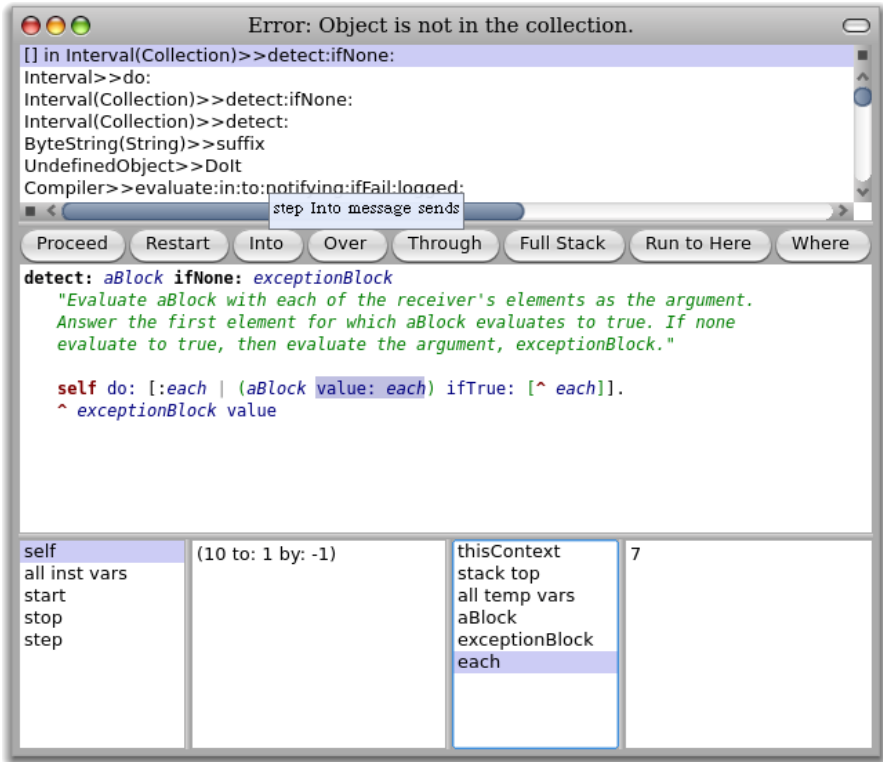 Error: Object is not in the collection.
[] in Interval(Collection)>>detect:ifNone:
Interval>>do:
Interval(Collection)>>detect:ifNone:
Interval(Collection)>>detect:
ByteString(String)>>suffix
UndefinedObject>>DoIt
Compiler>>evaluate:in:to:notifying:ifFail:logged:
step Into message sends
Proceed Restart Into Over Through Full Stack Run to Here Where
detect: aBlock ifNone: exceptionBlock
"Evaluate aBlock with each of the receiver's elements as the argument.
Answer the first element for which aBlock evaluates to true. If none
evaluate to true, then evaluate the argument, exceptionBlock."
self do: [:each | (aBlock value: each) ifTrue: [^ each]].
^ exceptionBlock value
self
all inst vars
start
stop
step
(10 to: 1 by: -1)
thisContext
stack top
all temp vars
aBlock
exceptionBlock
each
7